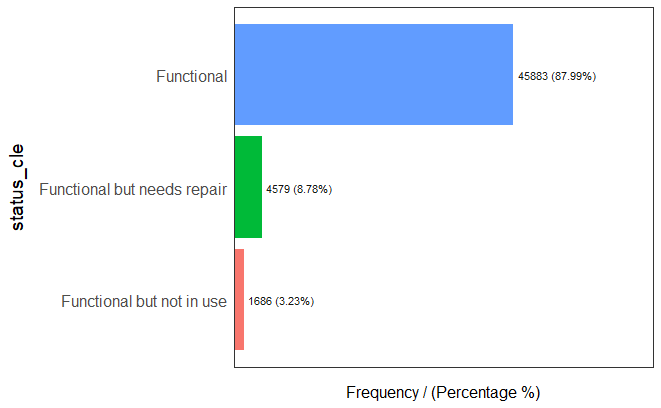 Functional
45883 (87.99%)
Functional but needs repair
4579 (8.78%)
Functional but not in use
1686 (3.23%)
status_cle
Frequency / (Percentage %)